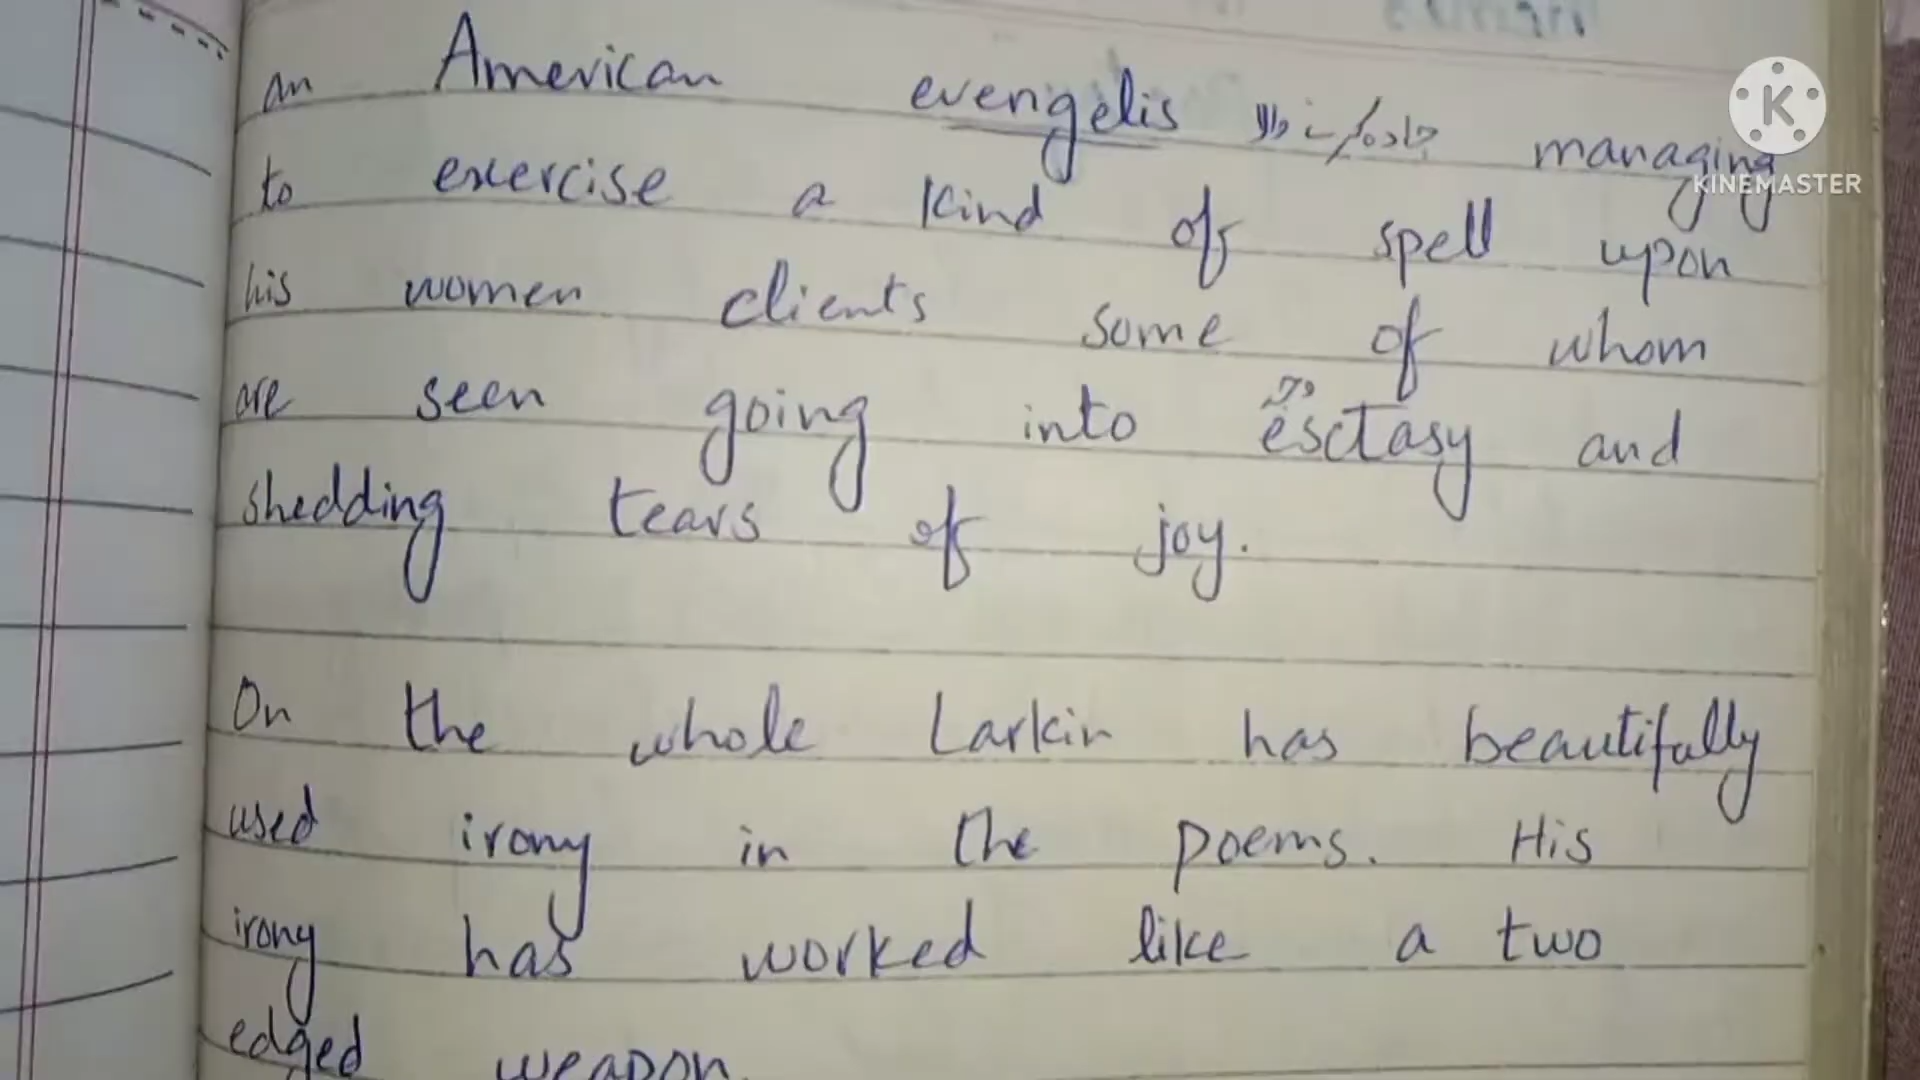 an American evengelis managing
to exercise a kind of spell upon
his women clients some of whom
are seen going into esctasy and
shedding tears of joy.
On the whole Larkin has beautifully
used irony in the poems. His
irony has worked like a two
edged weapon.
KINEMASTER